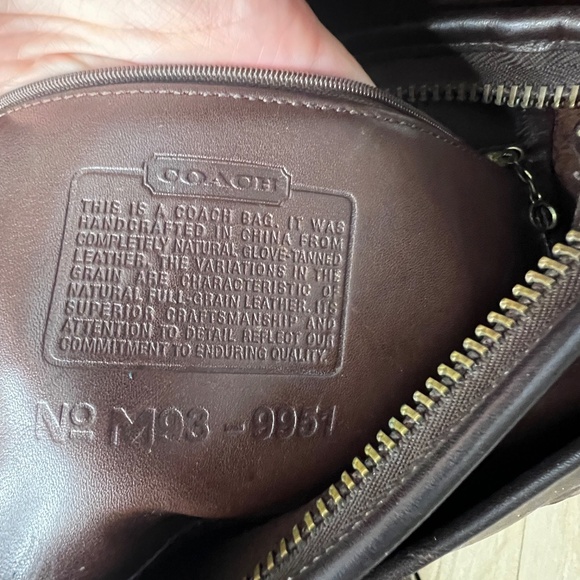 COACH
THIS IS A COACH BAG. IT WAS
HANDCRAFTED IN CHINA FROM
COMPLETELY NATURAL GLOVE-TANNED
LEATHER. THE VARIATIONS IN THE
GRAIN ARE CHARACTERISTIC OF
NATURAL FULL-GRAIN LEATHER. ITS
SUPERIOR CRAFTSMANSHIP AND
ATTENTION TO DETAIL REFLECT OUR
COMMITMENT TO ENDURING QUALITY.
No M93-9951